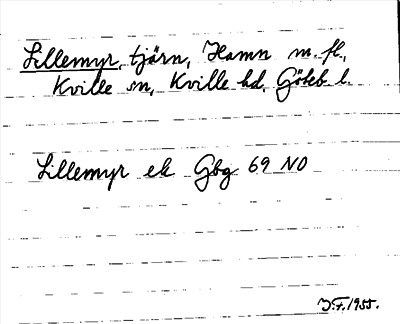 Lillemyr, tjärn, Hamn m. fl.,
Kville sn, Kville hd, Göteb. l.
Lillemyr ek Gbg 69 NO
J.F. 1955.